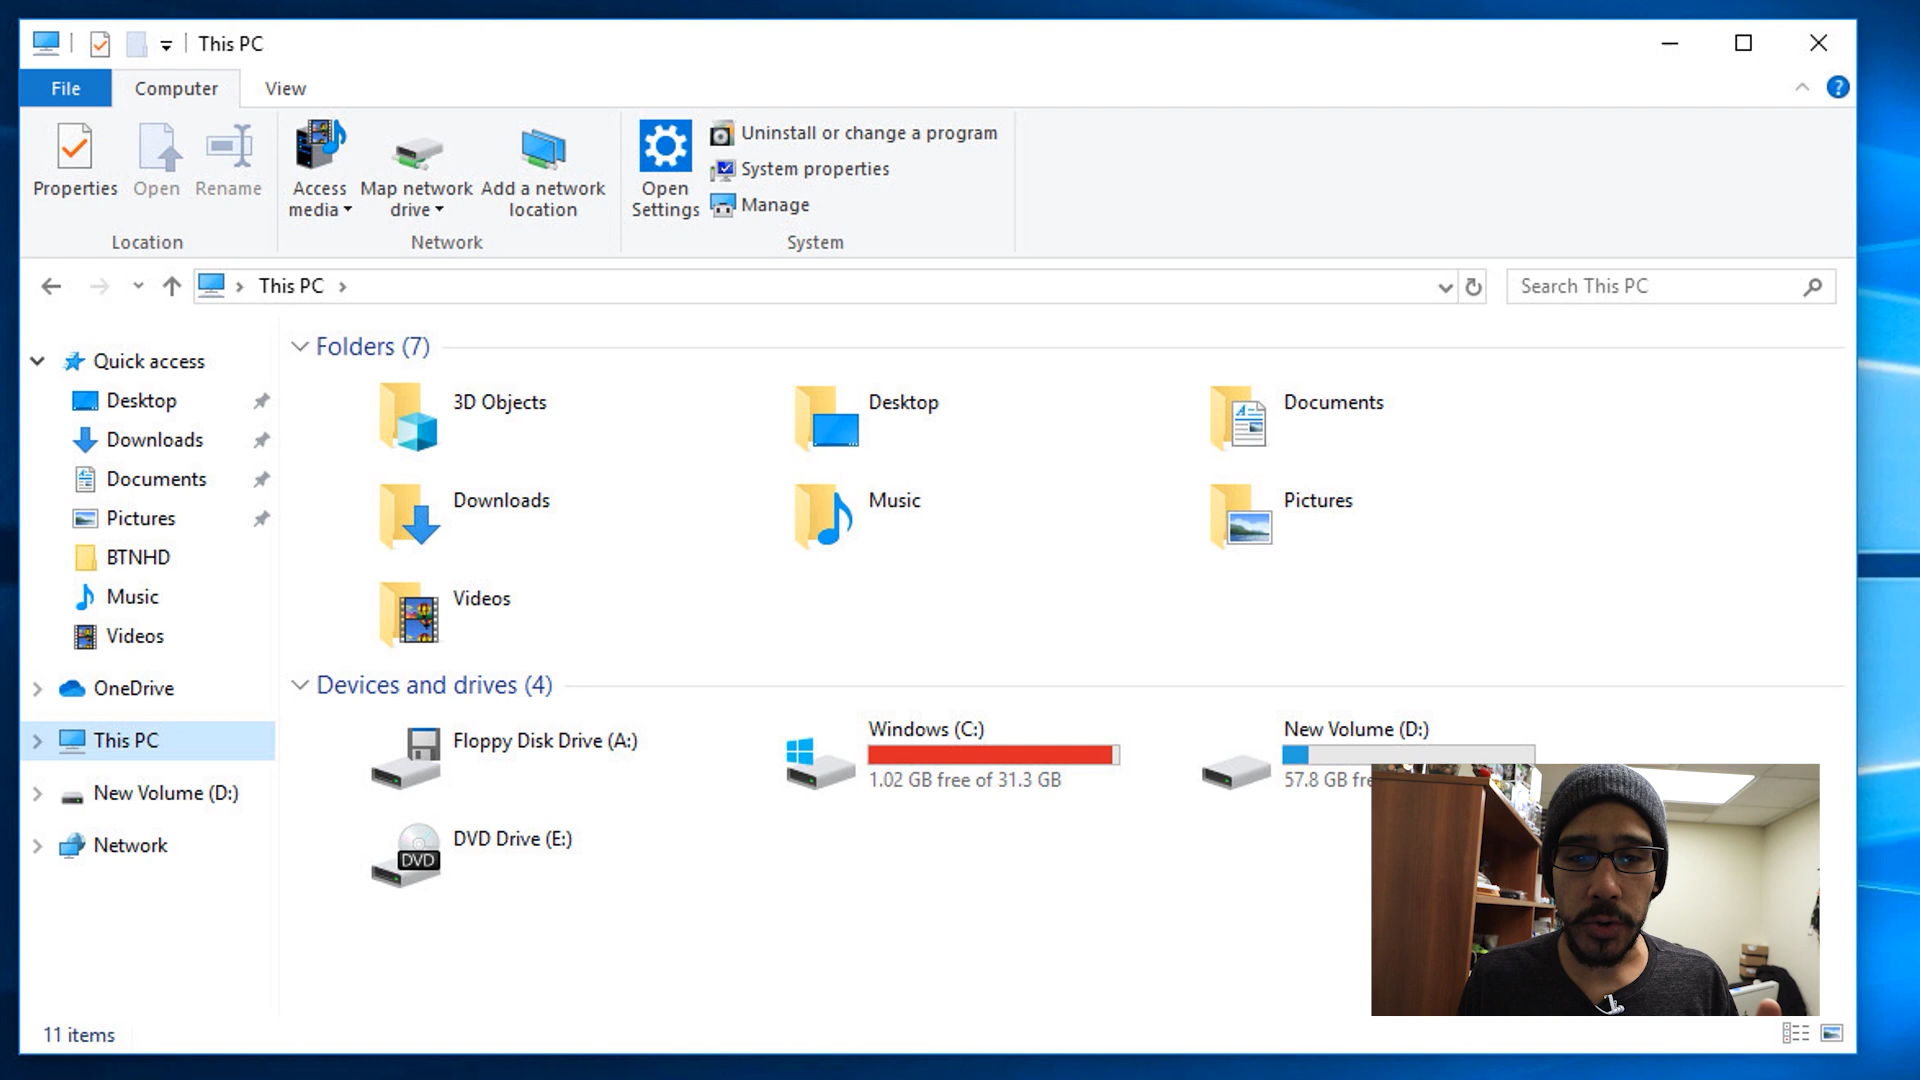 This PC
File Computer View
Properties Open Rename
Access media
Map network drive
Add a network location
Open Settings
Uninstall or change a program
System properties
Manage
Location Network System
This PC
Search This PC
Quick access
Desktop
Downloads
Documents
Pictures
BTNHD
Music
Videos
OneDrive
This PC
New Volume (D:)
Network
Folders (7)
3D Objects
Desktop
Documents
Downloads
Music
Pictures
Videos
Devices and drives (4)
Floppy Disk Drive (A:)
Windows (C:)
1.02 GB free of 31.3 GB
New Volume (D:)
57.8 GB
DVD Drive (E:)
DVD
11 items